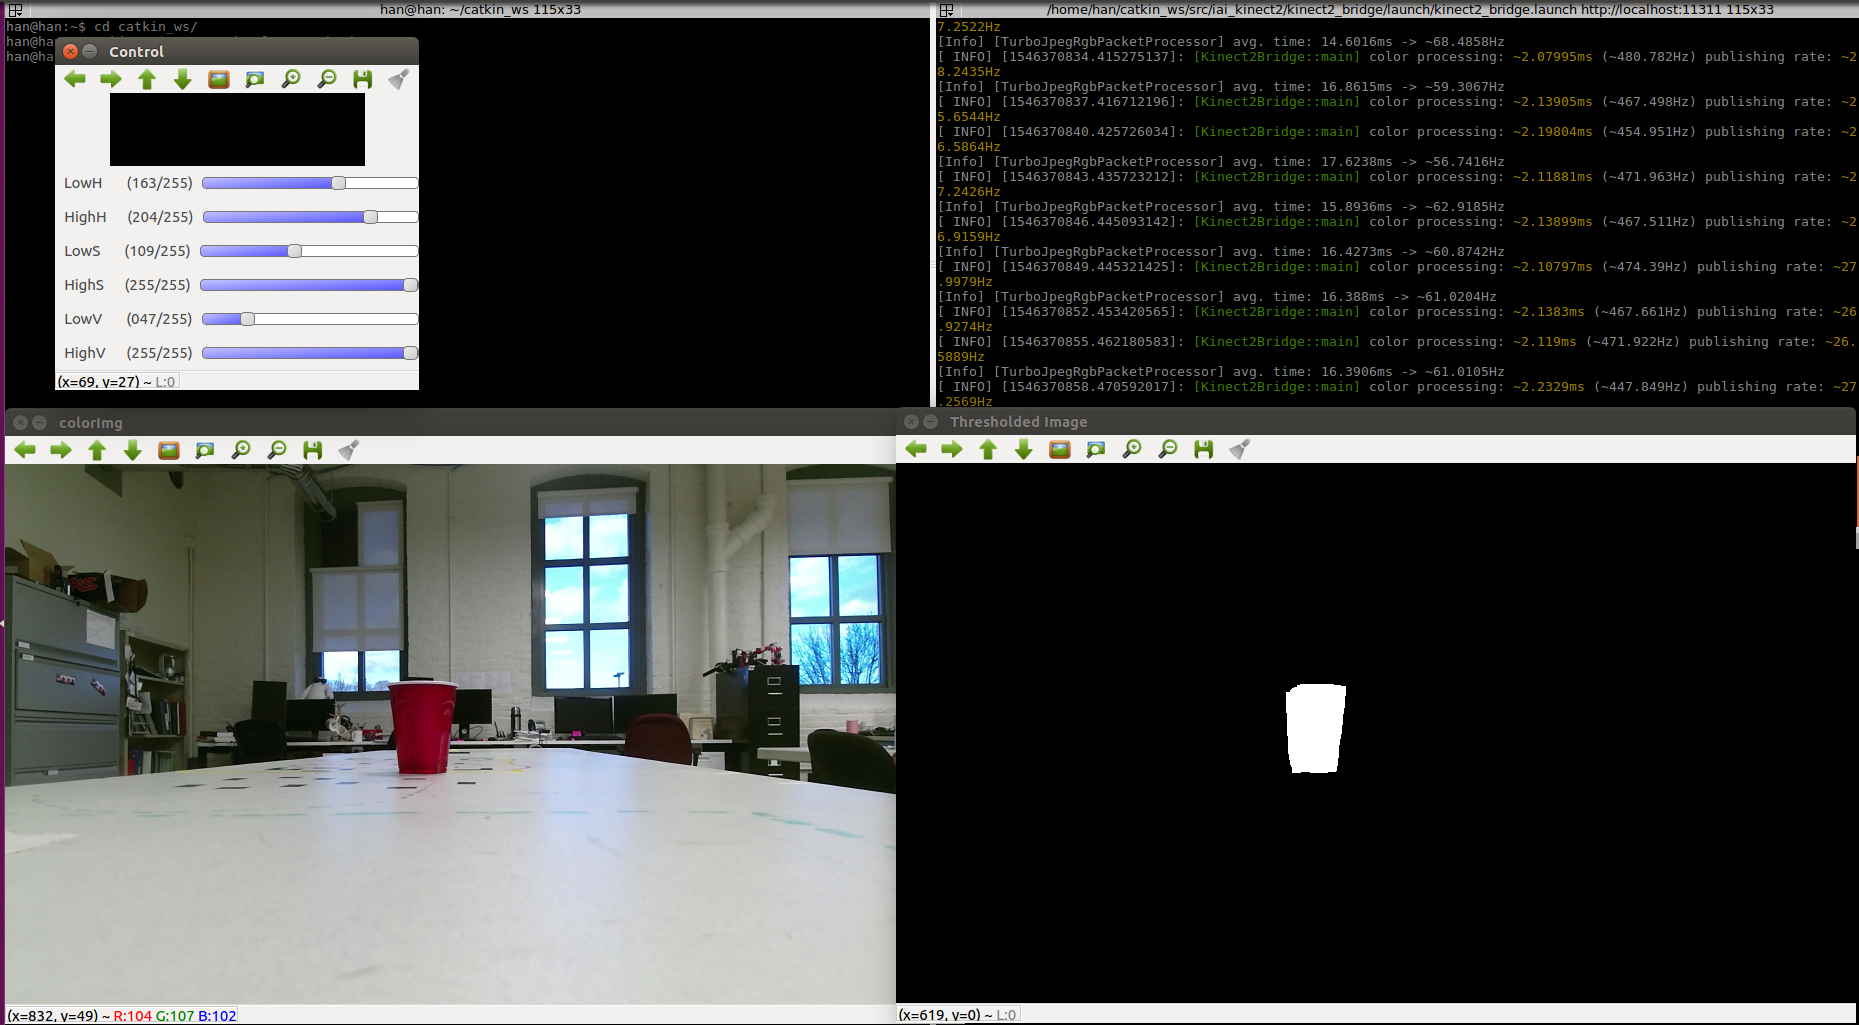 han@han: ~/catkin_ws 115x33
han@han:~$ cd catkin_ws/
han@ha
han@ha
Control
LowH (163/255)
HighH (204/255)
LowS (109/255)
HighS (255/255)
LowV (047/255)
HighV (255/255)
(x=69, y=27) ~ L:0
/home/han/catkin_ws/src/iai_kinect2/kinect2_bridge/launch/kinect2_bridge.launch http://localhost:11311 115x33
7.2522Hz
[Info] [TurboJpegRgbPacketProcessor] avg. time: 14.6016ms -> ~68.4858Hz
[ INFO] [1546370834.415275137]: [Kinect2Bridge::main] color processing: ~2.07995ms (~480.782Hz) publishing rate: ~2
8.2435Hz
[Info] [TurboJpegRgbPacketProcessor] avg. time: 16.8615ms -> ~59.3067Hz
[ INFO] [1546370837.416712196]: [Kinect2Bridge::main] color processing: ~2.13905ms (~467.498Hz) publishing rate: ~2
5.6544Hz
[ INFO] [1546370840.425726034]: [Kinect2Bridge::main] color processing: ~2.19804ms (~454.951Hz) publishing rate: ~2
6.5864Hz
[Info] [TurboJpegRgbPacketProcessor] avg. time: 17.6238ms -> ~56.7416Hz
[ INFO] [1546370843.435723212]: [Kinect2Bridge::main] color processing: ~2.11881ms (~471.963Hz) publishing rate: ~2
7.2426Hz
[Info] [TurboJpegRgbPacketProcessor] avg. time: 15.8936ms -> ~62.9185Hz
[ INFO] [1546370846.445093142]: [Kinect2Bridge::main] color processing: ~2.13899ms (~467.511Hz) publishing rate: ~2
6.9159Hz
[Info] [TurboJpegRgbPacketProcessor] avg. time: 16.4273ms -> ~60.8742Hz
[ INFO] [1546370849.445321425]: [Kinect2Bridge::main] color processing: ~2.10797ms (~474.39Hz) publishing rate: ~27
.9979Hz
[Info] [TurboJpegRgbPacketProcessor] avg. time: 16.388ms -> ~61.0204Hz
[ INFO] [1546370852.453420565]: [Kinect2Bridge::main] color processing: ~2.1383ms (~467.661Hz) publishing rate: ~26
.9274Hz
[ INFO] [1546370855.462180583]: [Kinect2Bridge::main] color processing: ~2.119ms (~471.922Hz) publishing rate: ~26.
5889Hz
[Info] [TurboJpegRgbPacketProcessor] avg. time: 16.3906ms -> ~61.0105Hz
[ INFO] [1546370858.470592017]: [Kinect2Bridge::main] color processing: ~2.2329ms (~447.849Hz) publishing rate: ~27
.2569Hz
colorImg
(x=832, y=49) ~ R:104 G:107 B:102
Thresholded Image
(x=619, y=0) ~ L:0